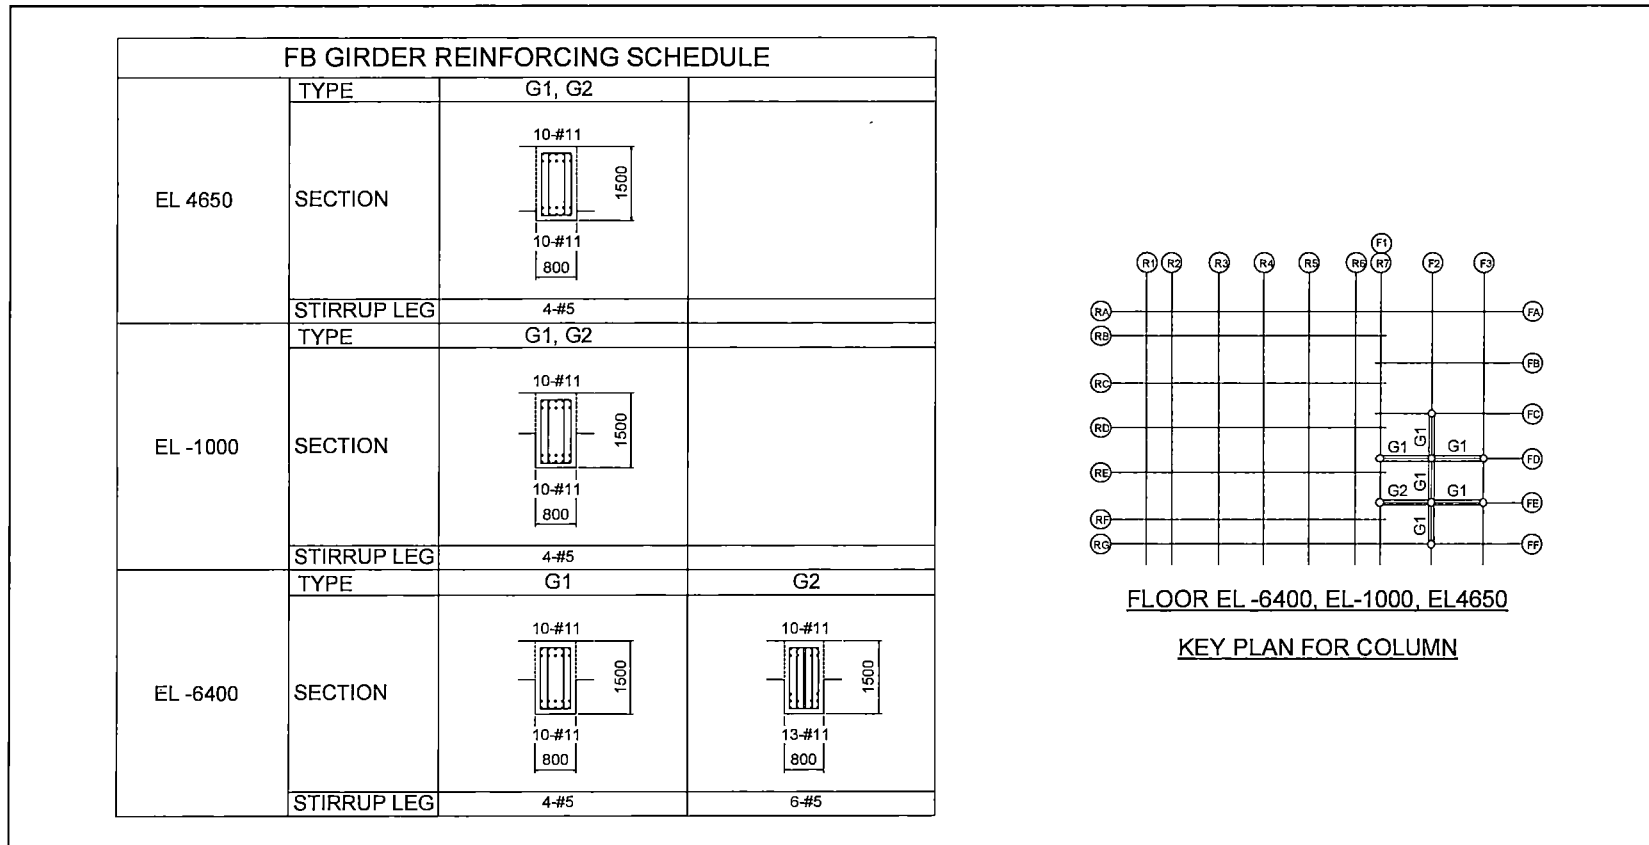 FB GIRDER REINFORCING SCHEDULE
TYPE G1, G2
EL 4650
SECTION
10-#11
1500
10-#11
800
STIRRUP LEG 4-#5
TYPE G1, G2
EL -1000
SECTION
10-#11
1500
10-#11
800
STIRRUP LEG 4-#5
TYPE G1 G2
EL -6400
SECTION
10-#11 10-#11
1500 1500
10-#11 13-#11
800 800
STIRRUP LEG 4-#5 6-#5
F1
R1 R2 R3 R4 R5 R6 R7 F2 F3
RA FA
RB
FB
RC
FC
RD
G1
G1 G1
FD
RE
G1
G2 G1
FE
RF
G1
RG FF
FLOOR EL -6400, EL-1000, EL4650
KEY PLAN FOR COLUMN